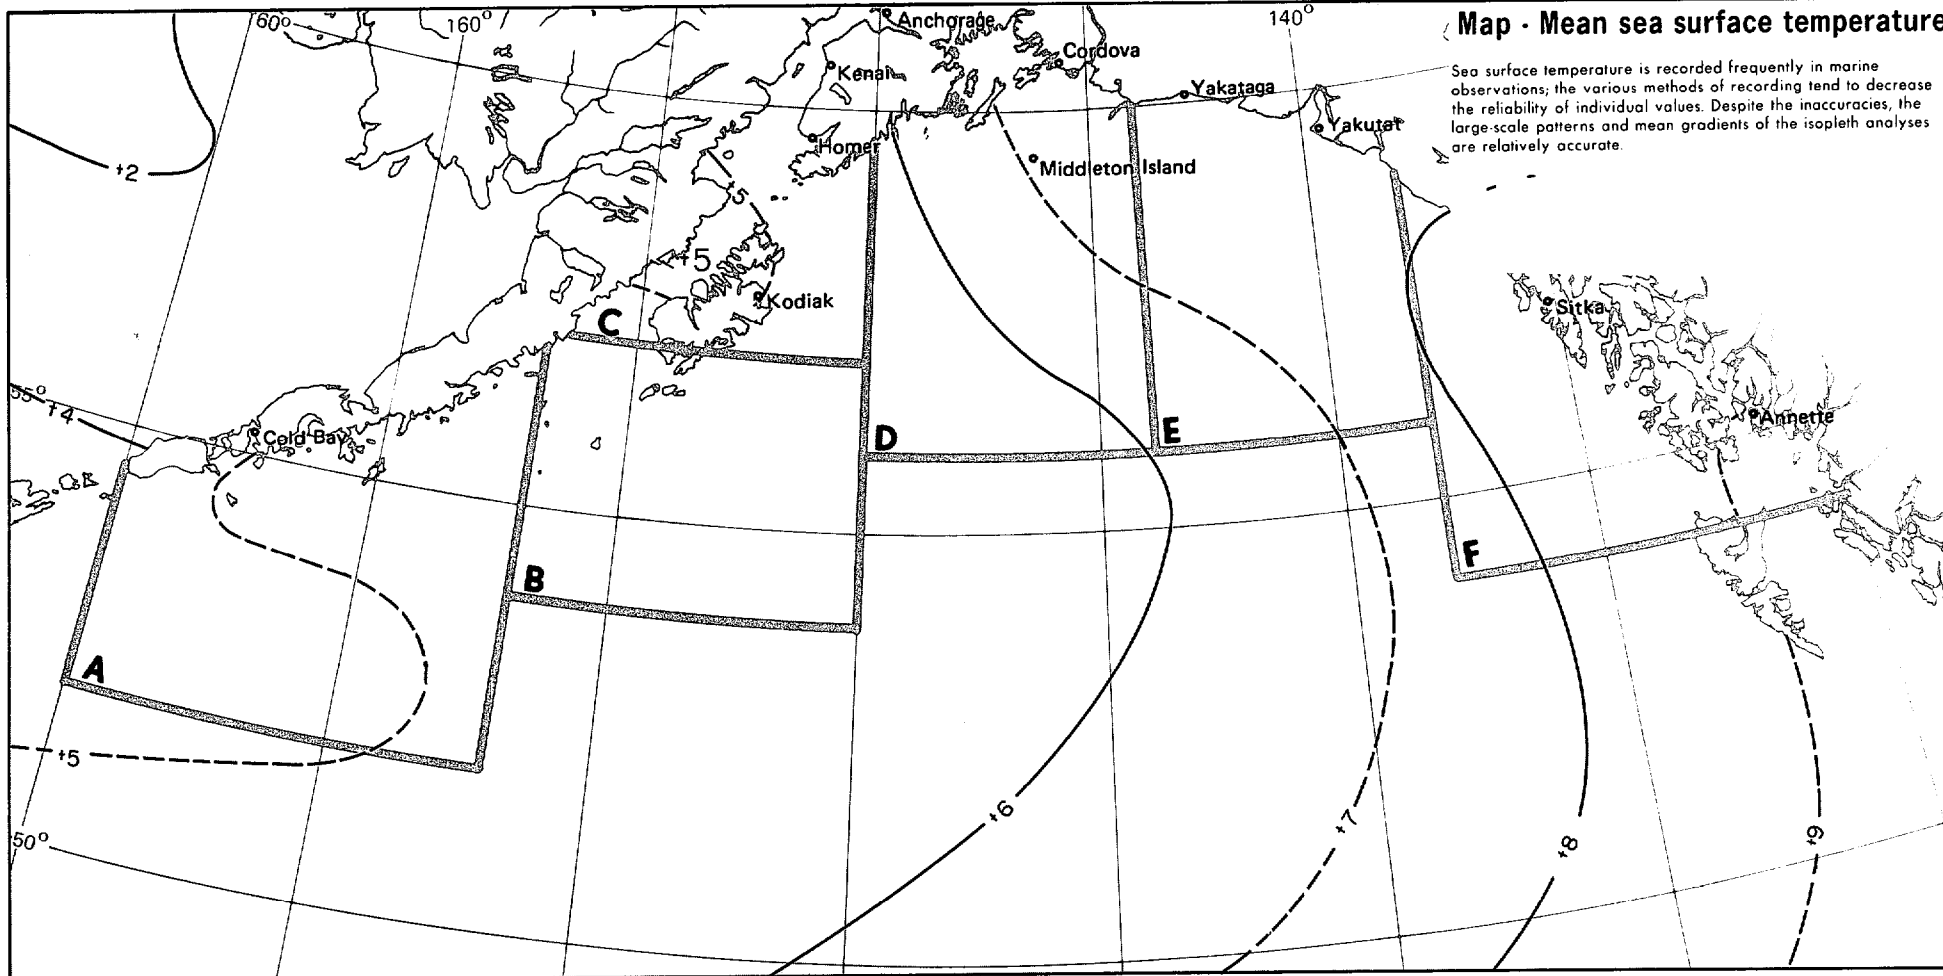 60° 160° 140°
Map · Mean sea surface temperature
Sea surface temperature is recorded frequently in marine
observations; the various methods of recording tend to decrease
the reliability of individual values. Despite the inaccuracies, the
large-scale patterns and mean gradients of the isopleth analyses
are relatively accurate.
Anchorage
Cordova
Kenai
Yakataga
Yakutat
Homer
Middleton Island
+2
+5
<+5
Kodiak
Sitka
C
55°
+4
Cold Bay
Annette
D
E
F
B
A
+5
+6
+7
+8
+9
50°